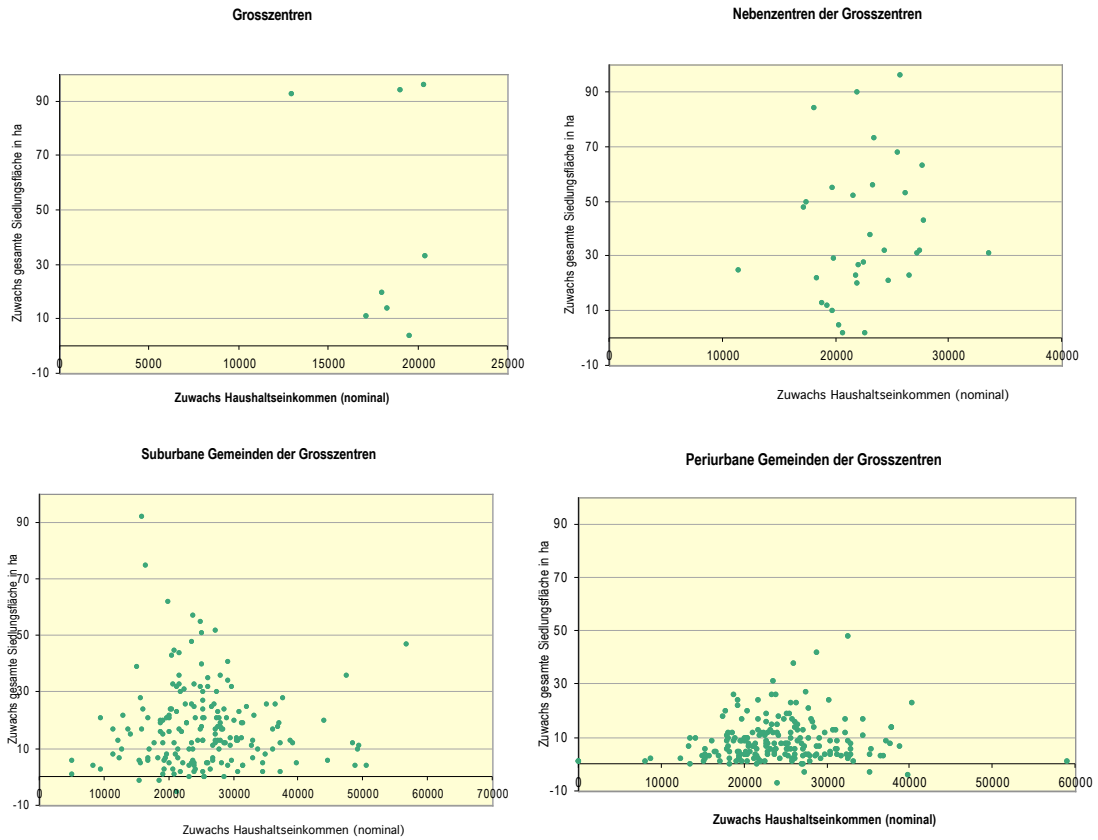 Grosszentren
Zuwachs gesamte Siedlungsfläche in ha
90
70
50
30
10
-10
0 5000 10000 15000 20000 25000
Zuwachs Haushaltseinkommen (nominal)
Nebenzentren der Grosszentren
Zuwachs gesamte Siedlungsfläche in ha
90
70
50
30
10
-10
0 10000 20000 30000 40000
Zuwachs Haushaltseinkommen (nominal)
Suburbane Gemeinden der Grosszentren
Zuwachs gesamte Siedlungsfläche in ha
90
70
50
30
10
-10
0 10000 20000 30000 40000 50000 60000 70000
Zuwachs Haushaltseinkommen (nominal)
Periurbane Gemeinden der Grosszentren
Zuwachs gesamte Siedlungsfläche in ha
90
70
50
30
10
-10
0 10000 20000 30000 40000 50000 60000
Zuwachs Haushaltseinkommen (nominal)